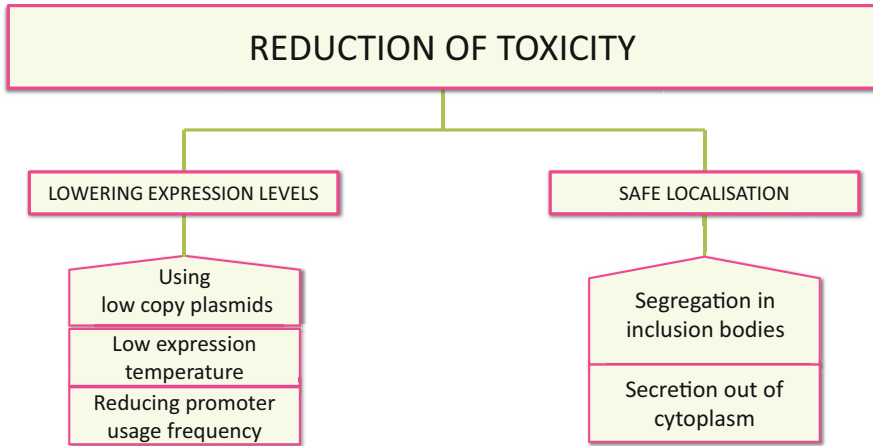 REDUCTION OF TOXICITY
LOWERING EXPRESSION LEVELS
Using
low copy plasmids
Low expression
temperature
Reducing promoter
usage frequency
SAFE LOCALISATION
Segregation in
inclusion bodies
Secretion out of
cytoplasm